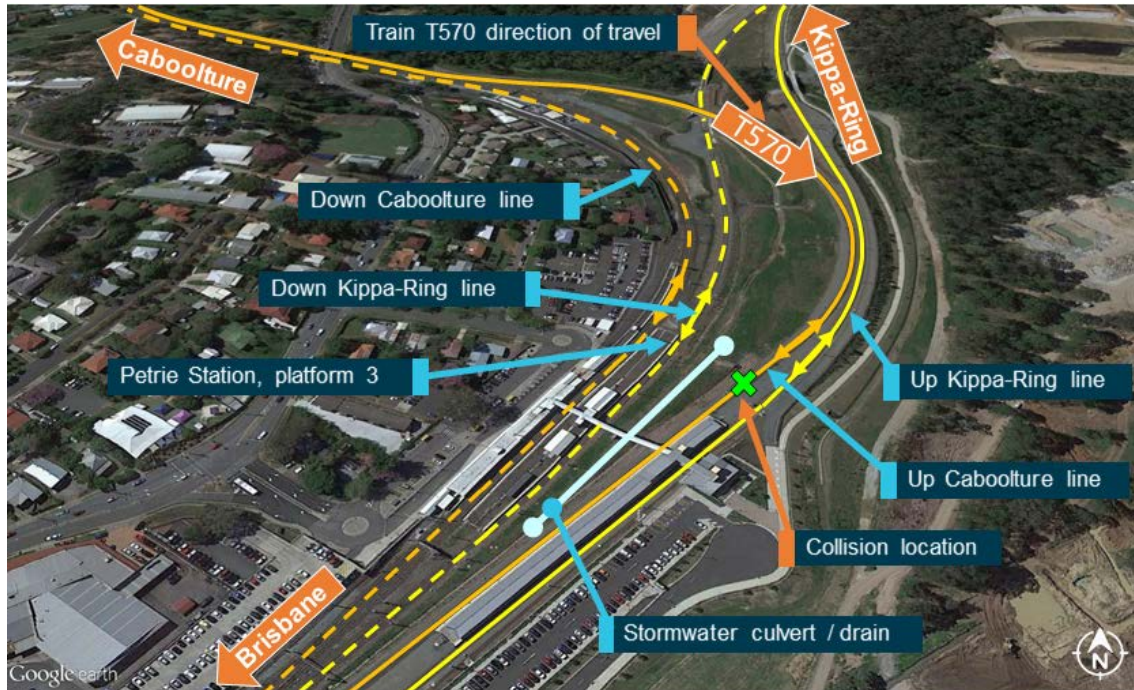 Train T570 direction of travel
Caboolture
Kippa-Ring
T570
Down Caboolture line
Down Kippa-Ring line
Petrie Station, platform 3
Up Kippa-Ring line
Up Caboolture line
Collision location
Brisbane
Stormwater culvert / drain
Google earth
N